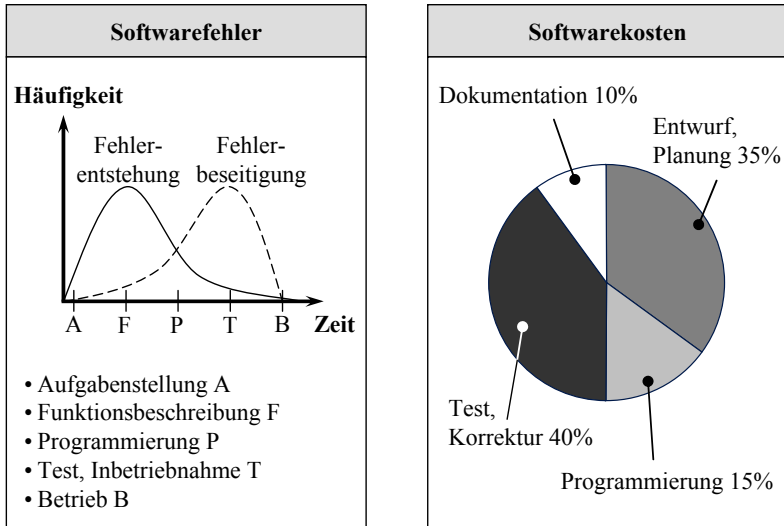 Softwarefehler
Häufigkeit
Fehler-
entstehung
Fehler-
beseitigung
A F P T B Zeit
• Aufgabenstellung A
• Funktionsbeschreibung F
• Programmierung P
• Test, Inbetriebnahme T
• Betrieb B
Softwarekosten
Dokumentation 10%
Entwurf,
Planung 35%
Test,
Korrektur 40%
Programmierung 15%